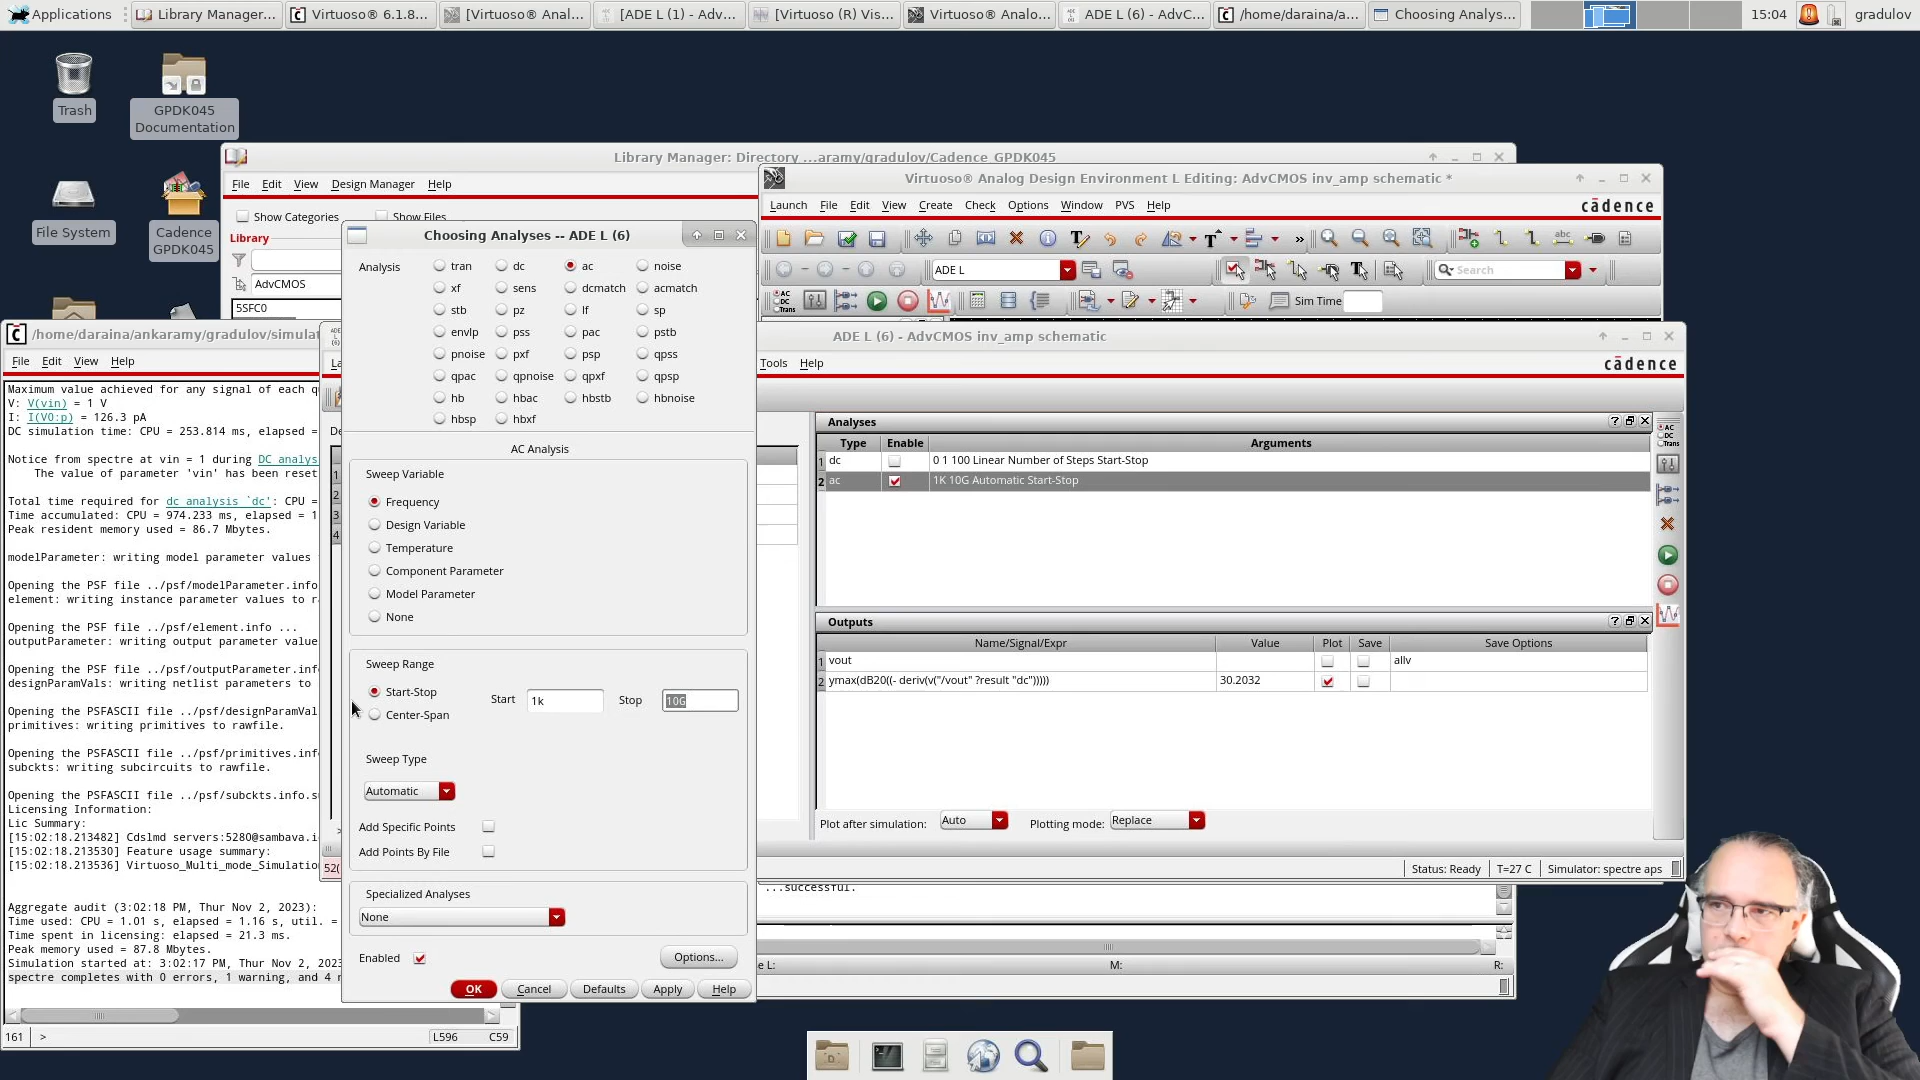 Applications
Library Manager...
Virtuoso® 6.1.8...
[Virtuoso® Anal...
[ADE L (1) - Adv...
[Virtuoso (R) Vis...
Virtuoso® Analo...
ADE L (6) - AdvC...
/home/daraina/a...
Choosing Analys...
15:04
gradulov
Trash
GPDK045
Documentation
File System
Cadence
GPDK045
Library Manager: Directory ...aramy/gradulov/Cadence_GPDK045
File Edit View Design Manager Help
Show Categories
Show Files
Library
AdvCMOS
5SFC0
Virtuoso® Analog Design Environment L Editing: AdvCMOS inv_amp schematic *
Launch File Edit View Create Check Options Window PVS Help
cādence
ADE L
Search
Sim Time
Choosing Analyses -- ADE L (6)
Analysis
tran dc ac noise
xf sens dcmatch acmatch
stb pz lf sp
envlp pss pac pstb
pnoise pxf psp qpss
qpac qpnoise qpxf qpsp
hb hbac hbstb hbnoise
hbsp hbxf
AC Analysis
Sweep Variable
Frequency
Design Variable
Temperature
Component Parameter
Model Parameter
None
Sweep Range
Start-Stop
Center-Span
Start 1k Stop 10G
Sweep Type
Automatic
Add Specific Points
Add Points By File
Specialized Analyses
None
Enabled
Options...
OK Cancel Defaults Apply Help
/home/daraina/ankaramy/gradulov/simulat
File Edit View Help
Maximum value achieved for any signal of each q
V: V(vin) = 1 V
I: I(V0:p) = 126.3 pA
DC simulation time: CPU = 253.814 ms, elapsed =
Notice from spectre at vin = 1 during DC analys
The value of parameter 'vin' has been reset
Total time required for dc analysis `dc': CPU =
Time accumulated: CPU = 974.233 ms, elapsed = 1
Peak resident memory used = 86.7 Mbytes.
modelParameter: writing model parameter values
Opening the PSF file ../psf/modelParameter.info
element: writing instance parameter values to r
Opening the PSF file ../psf/element.info ...
outputParameter: writing output parameter value
Opening the PSF file ../psf/outputParameter.inf
designParamVals: writing netlist parameters to
Opening the PSFASCII file ../psf/designParamVal
primitives: writing primitives to rawfile.
Opening the PSFASCII file ../psf/primitives.inf
subckts: writing subcircuits to rawfile.
Opening the PSFASCII file ../psf/subckts.info.s
Licensing Information:
Lic Summary:
[15:02:18.213482] Cdslmd servers:5280@sambava.i
[15:02:18.213530] Feature usage summary:
[15:02:18.213536] Virtuoso_Multi_mode_Simulatio
Aggregate audit (3:02:18 PM, Thur Nov 2, 2023):
Time used: CPU = 1.01 s, elapsed = 1.16 s, util. =
Time spent in licensing: elapsed = 21.3 ms.
Peak memory used = 87.8 Mbytes.
Simulation started at: 3:02:17 PM, Thur Nov 2, 2023
spectre completes with 0 errors, 1 warning, and 4
161 >
L596 C59
ADE L (6) - AdvCMOS inv_amp schematic
Tools Help
cādence
Analyses
Type Enable Arguments
1 dc 0 1 100 Linear Number of Steps Start-Stop
2 ac 1K 10G Automatic Start-Stop
AC
DC
Trans
Outputs
Name/Signal/Expr Value Plot Save Save Options
1 vout allv
2 ymax(dB20((- deriv(v("/vout" ?result "dc"))))) 30.2032
Plot after simulation: Auto Plotting mode: Replace
Status: Ready T=27 C Simulator: spectre aps
...successful.
e L: M: R: